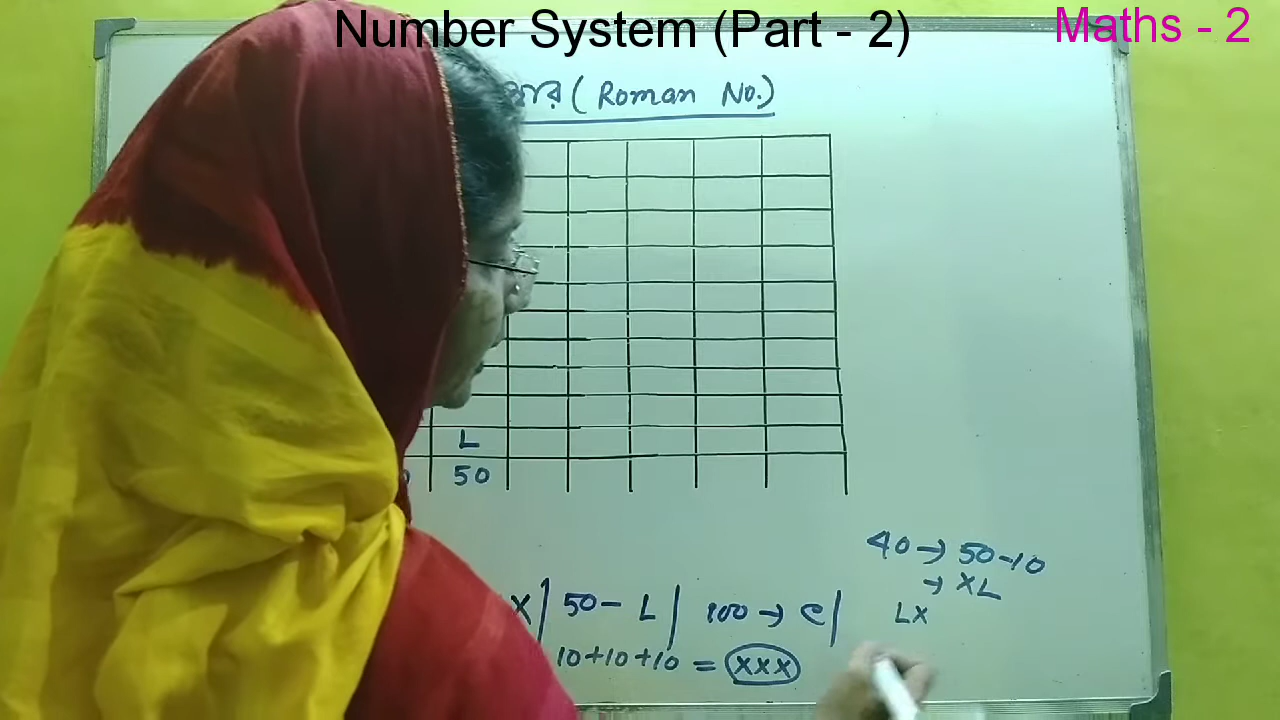 Number System (Part - 2)
Maths - 2
(Roman No.)
L
50
40 → 50-10
→ XL
LX
X | 50 - L | 100 → C |
10+10+10 = XXX